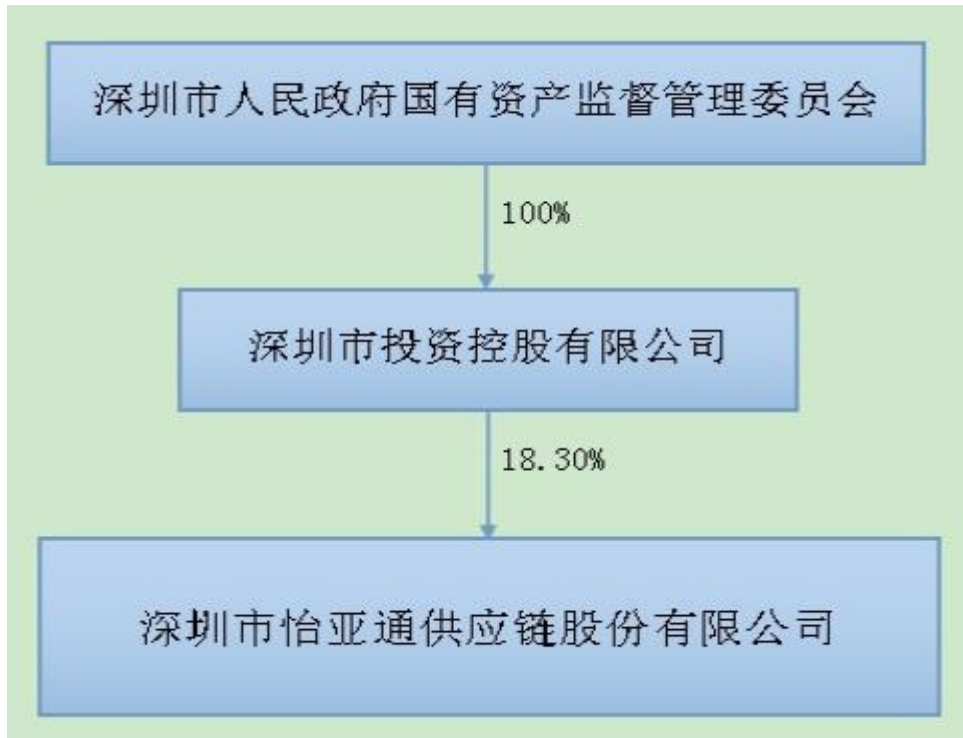 深圳市人民政府国有资产监督管理委员会
100%
深圳市投资控股有限公司
18.30%
深圳市怡亚通供应链股份有限公司